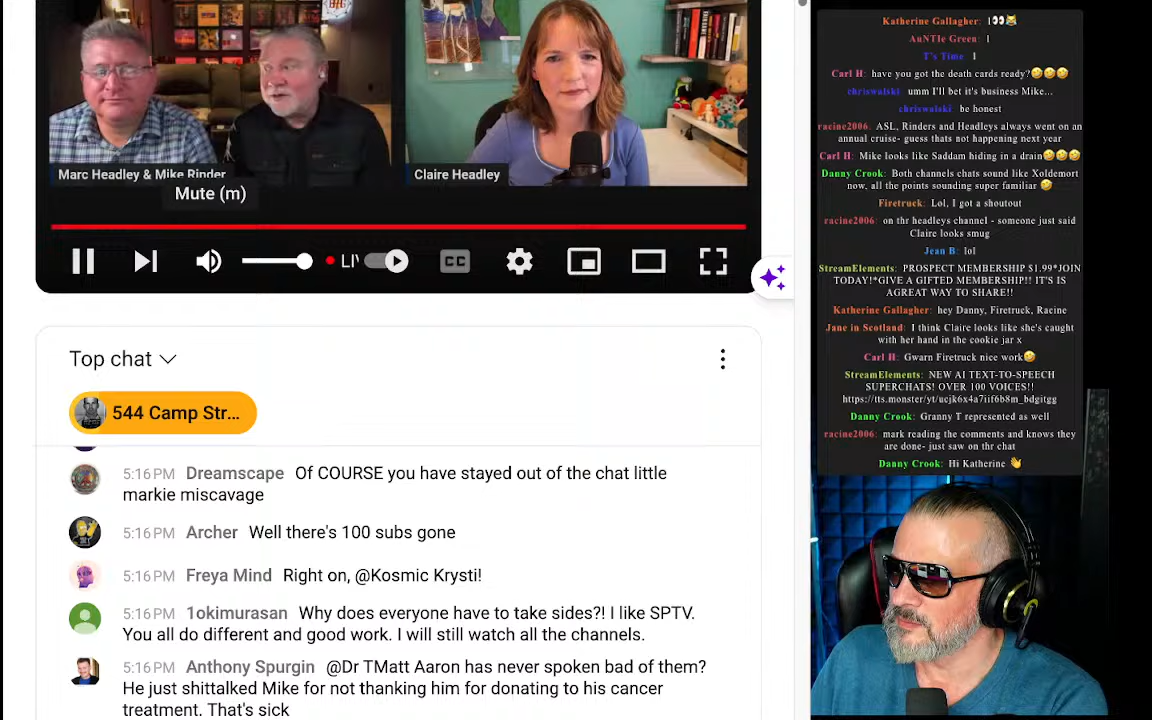 Marc Headley & Mike Rinder
Claire Headley
Mute (m)
CC
Top chat
544 Camp Str...
5:16 PM Dreamscape Of COURSE you have stayed out of the chat little
markie miscavage
5:16 PM Archer Well there's 100 subs gone
5:16 PM Freya Mind Right on, @Kosmic Krysti!
5:16 PM 1okimurasan Why does everyone have to take sides?! I like SPTV.
You all do different and good work. I will still watch all the channels.
5:16 PM Anthony Spurgin @Dr TMatt Aaron has never spoken bad of them?
He just shittalked Mike for not thanking him for donating to his cancer
treatment. That's sick
Katherine Gallagher: 1👀😹
AuNTIe Green: 1
T's Time 1
Carl H: have you got the death cards ready?🤣🤣🤣
chriswalski: umm I'll bet it's business Mike...
chriswalski: be honest
racine2006: ASL, Rinders and Headleys always went on an
annual cruise- guess thats not happening next year
Carl H: Mike looks like Saddam hiding in a drain🤣🤣🤣
Danny Crook: Both channels chats sound like Xoldemort
now, all the points sounding super familiar 🤣
Firetruck: Lol, I got a shoutout
racine2006: on thr headleys channel - someone just said
Claire looks smug
Jean B: lol
StreamElements: PROSPECT MEMBERSHIP $1.99*JOIN
TODAY!*GIVE A GIFTED MEMBERSHIP!! IT'S IS
AGREAT WAY TO SHARE!!
Katherine Gallagher: hey Danny, Firetruck, Racine
Jane in Scotland: I think Claire looks like she's caught
with her hand in the cookie jar x
Carl H: Gwarn Firetruck nice work🤣
StreamElements: NEW AI TEXT-TO-SPEECH
SUPERCHATS! OVER 100 VOICES!!
https://tts.monster/yt/ucjk6x4a7iif6b8m_bdgitgg
Danny Crook: Granny T represented as well
racine2006: mark reading the comments and knows they
are done- just saw on thr chat
Danny Crook: Hi Katherine 👋